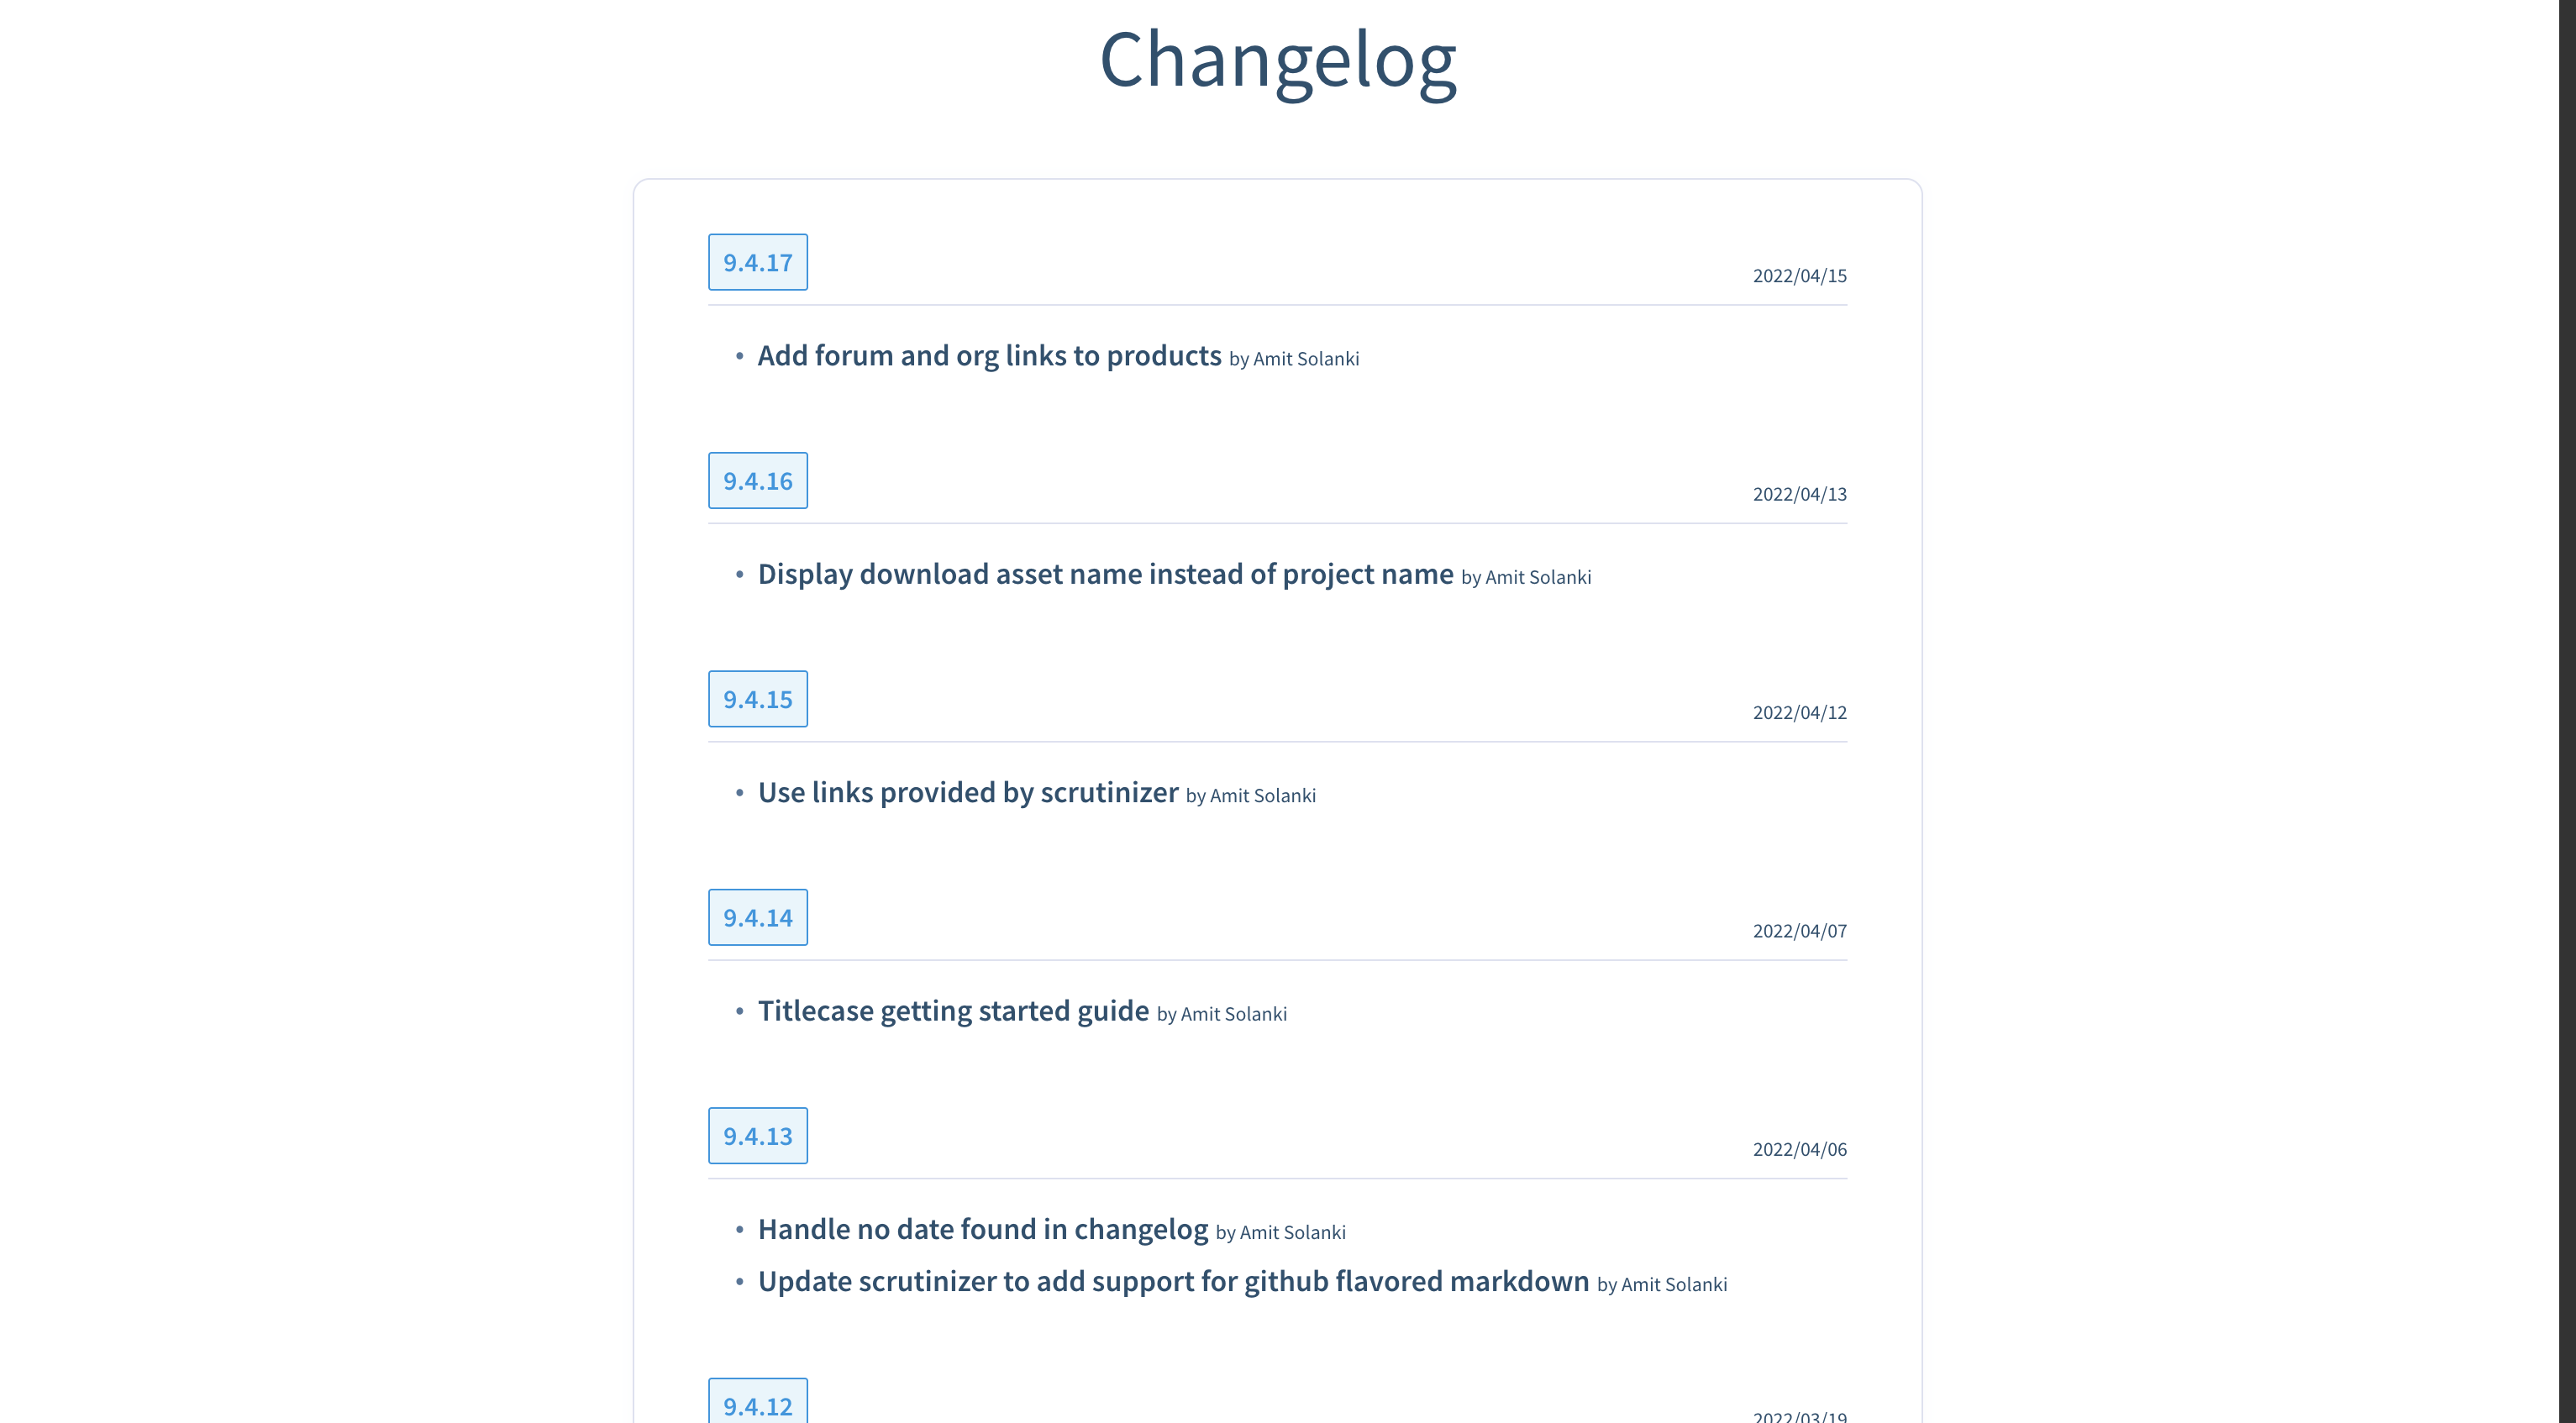 Changelog
9.4.17
2022/04/15
• Add forum and org links to products by Amit Solanki
9.4.16
2022/04/13
• Display download asset name instead of project name by Amit Solanki
9.4.15
2022/04/12
• Use links provided by scrutinizer by Amit Solanki
9.4.14
2022/04/07
• Titlecase getting started guide by Amit Solanki
9.4.13
2022/04/06
• Handle no date found in changelog by Amit Solanki
• Update scrutinizer to add support for github flavored markdown by Amit Solanki
9.4.12
2022/03/19